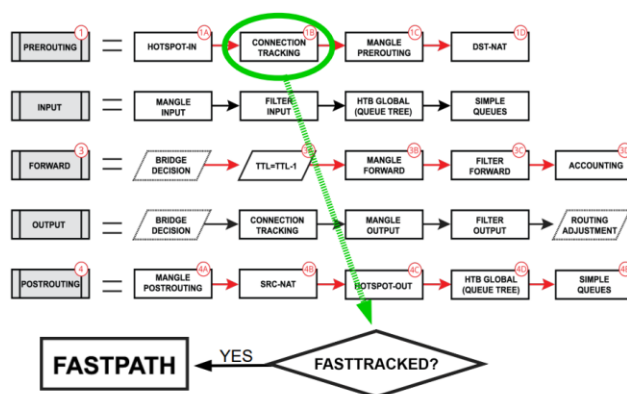 1
PREROUTING
HOTSPOT-IN
1A
CONNECTION
TRACKING
1B
MANGLE
PREROUTING
1C
DST-NAT
1D
INPUT
MANGLE
INPUT
FILTER
INPUT
HTB GLOBAL
(QUEUE TREE)
SIMPLE
QUEUES
3
FORWARD
BRIDGE
DECISION
TTL=TTL-1
MANGLE
FORWARD
3B
FILTER
FORWARD
3C
ACCOUNTING
3D
OUTPUT
BRIDGE
DECISION
CONNECTION
TRACKING
MANGLE
OUTPUT
FILTER
OUTPUT
ROUTING
ADJUSTMENT
4
POSTROUTING
MANGLE
POSTROUTING
4A
SRC-NAT
4B
HOTSPOT-OUT
4C
HTB GLOBAL
(QUEUE TREE)
4D
SIMPLE
QUEUES
4E
FASTPATH
YES
FASTTRACKED?